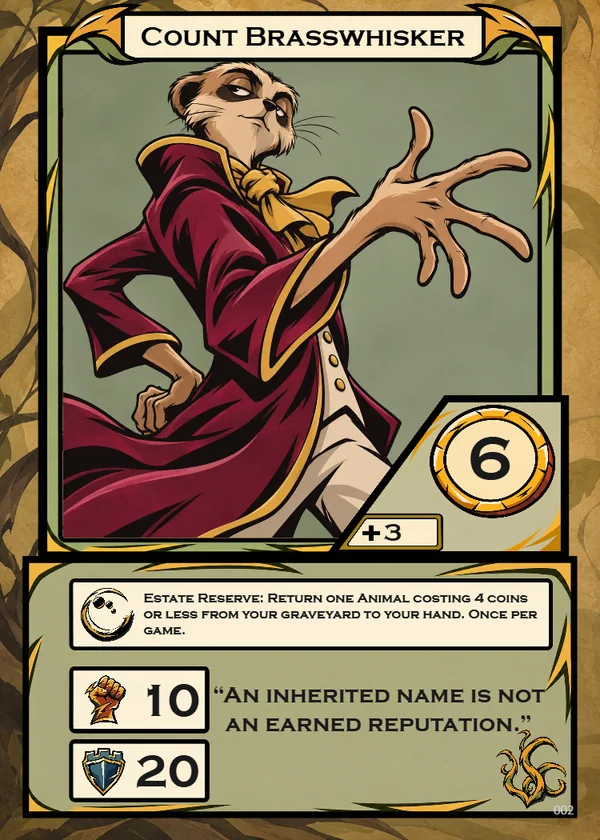 Count Brasswhisker
6
+3
Estate Reserve: Return one Animal costing 4 coins
or less from your graveyard to your hand. Once per
game.
10
20
“An inherited name is not
an earned reputation.”
002